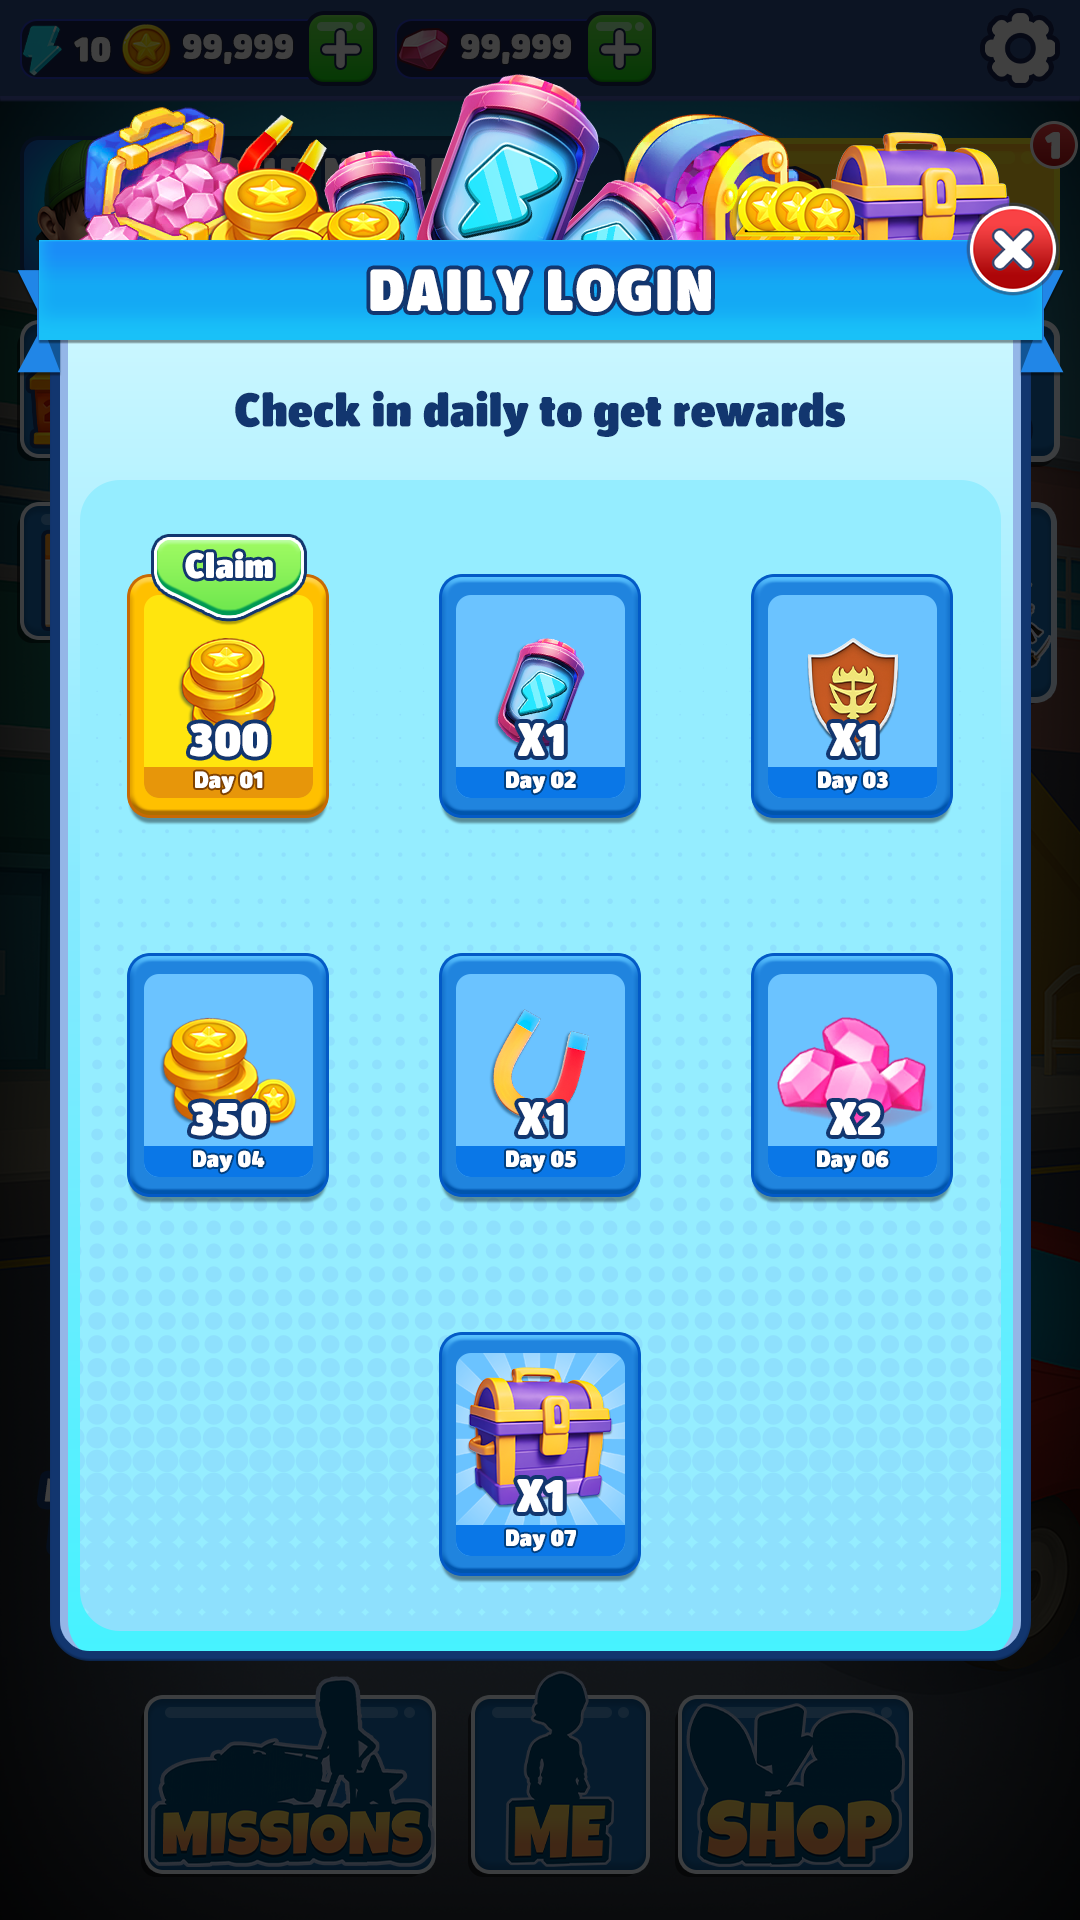 10
99,999
99,999
1
DAILY LOGIN
Check in daily to get rewards
Claim
300
Day 01
X1
Day 02
X1
Day 03
350
Day 04
X1
Day 05
X2
Day 06
X1
Day 07
MISSIONS
ME
SHOP